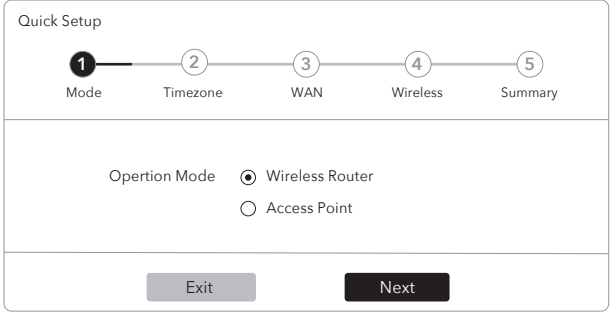 Quick Setup
1 2 3 4 5
Mode Timezone WAN Wireless Summary
Opertion Mode Wireless Router
Access Point
Exit Next